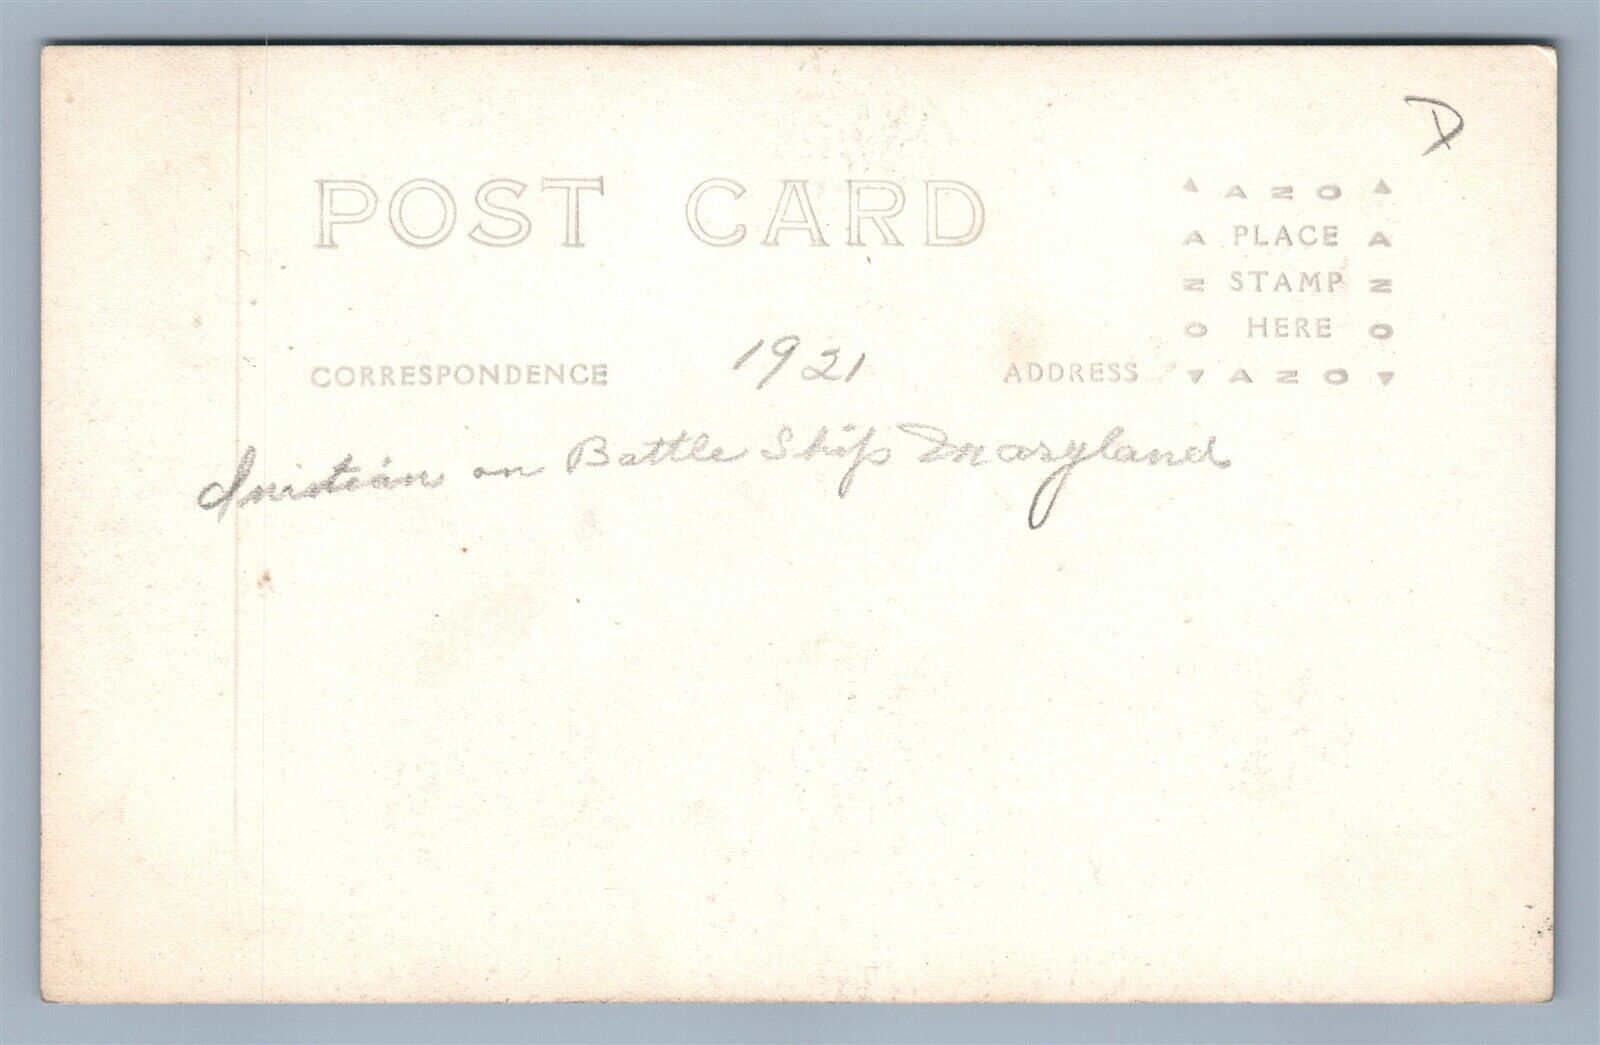 D
POST CARD
▲ AZO ▲
A PLACE A
N STAMP N
O HERE O
▼ AZO ▼
CORRESPONDENCE
1921
ADDRESS
on Battle Ship Maryland